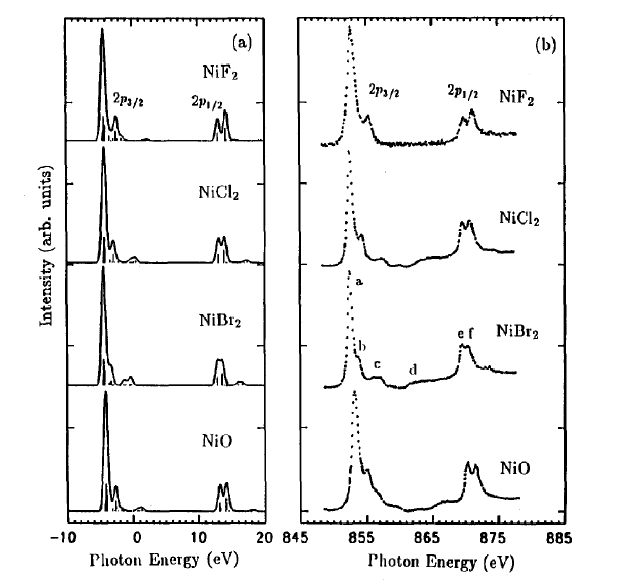 (a)
NiF2
2p3/2
2p1/2
NiCl2
NiBr2
NiO
Intensity (arb. units)
-10 0 10 20
Photon Energy (eV)
(b)
2p3/2
2p1/2
NiF2
NiCl2
a
b
c
d
e f
NiBr2
NiO
845 855 865 875 885
Photon Energy (eV)